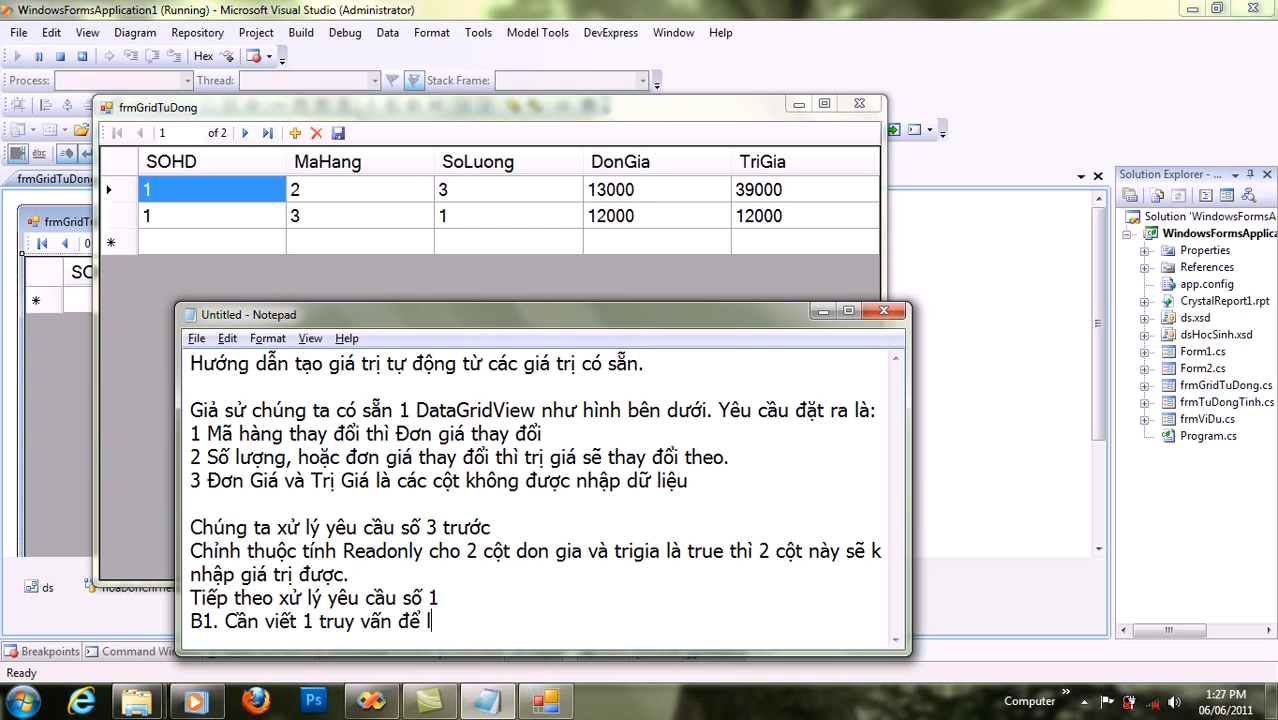 WindowsFormsApplication1 (Running) - Microsoft Visual Studio (Administrator)
File Edit View Diagram Repository Project Build Debug Data Format Tools Model Tools DevExpress Window Help
Hex
Process: Thread: Stack Frame:
frmGridTuDong
1 of 2
SOHD MaHang SoLuong DonGia TriGia
1 2 3 13000 39000
1 3 1 12000 12000
frmGridTuDong
frmGridTu
0
SO
Untitled - Notepad
File Edit Format View Help
Hướng dẫn tạo giá trị tự động từ các giá trị có sẵn.
Giả sử chúng ta có sẵn 1 DataGridView như hình bên dưới. Yêu cầu đặt ra là:
1 Mã hàng thay đổi thì Đơn giá thay đổi
2 Số lượng, hoặc đơn giá thay đổi thì trị giá sẽ thay đổi theo.
3 Đơn Giá và Trị Giá là các cột không được nhập dữ liệu
Chúng ta xử lý yêu cầu số 3 trước
Chỉnh thuộc tính Readonly cho 2 cột don gia và trigia là true thì 2 cột này sẽ k
nhập giá trị được.
Tiếp theo xử lý yêu cầu số 1
B1. Cần viết 1 truy vấn để l
Solution Explorer - ...
Solution 'WindowsFormsA
WindowsFormsApplica
Properties
References
app.config
CrystalReport1.rpt
ds.xsd
dsHocSinh.xsd
Form1.cs
Form2.cs
frmGridTuDong.cs
frmTuDongTinh.cs
frmViDu.cs
Program.cs
ds
Breakpoints Command Win
Ready
Computer
1:27 PM
06/06/2011